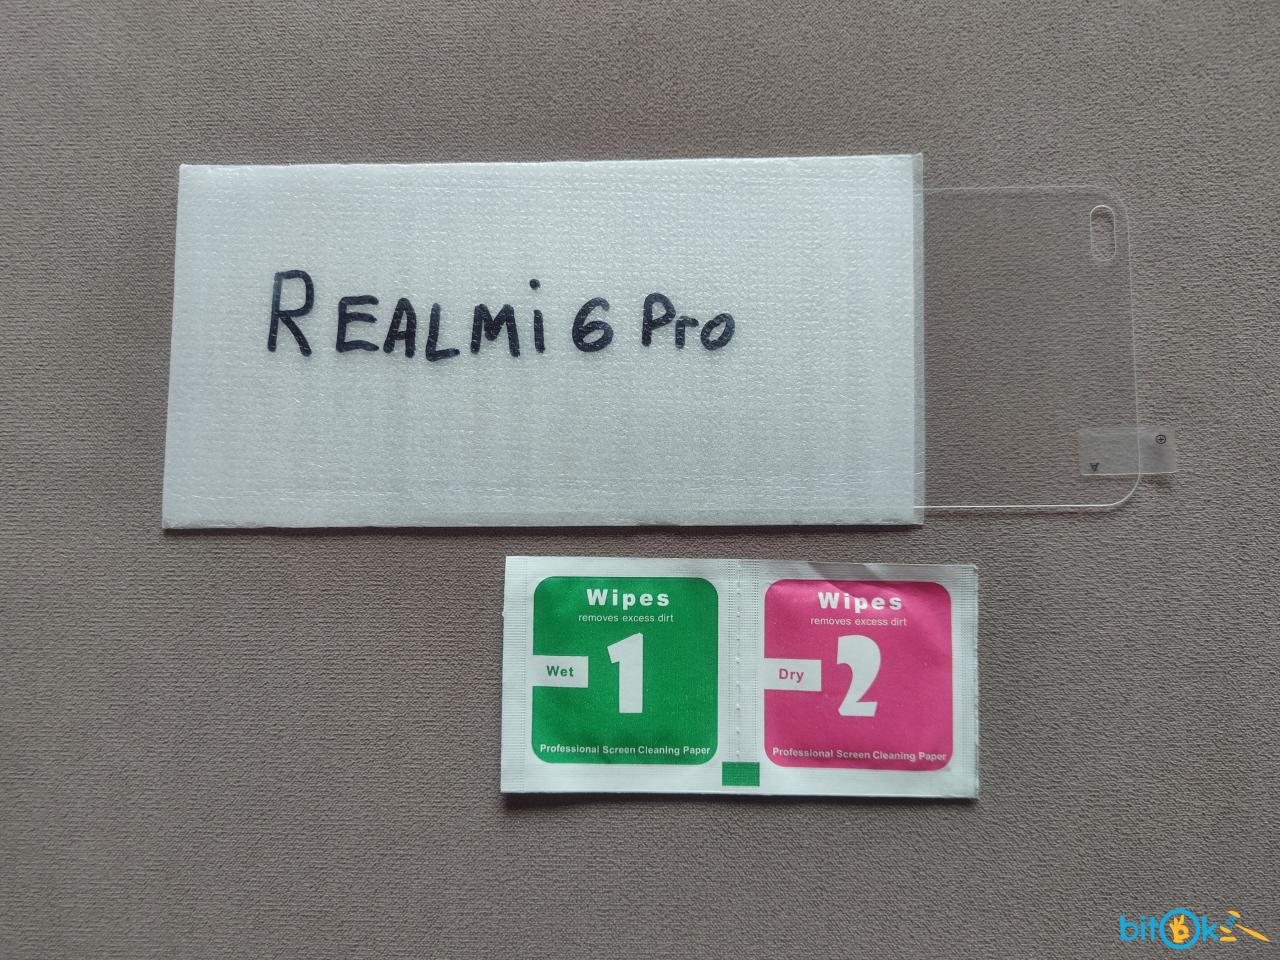 REALMi 6 Pro
A
Wipes
removes excess dirt
Wet
1
Professional Screen Cleaning Paper
Wipes
removes excess dirt
Dry
2
Professional Screen Cleaning Paper
bitOk